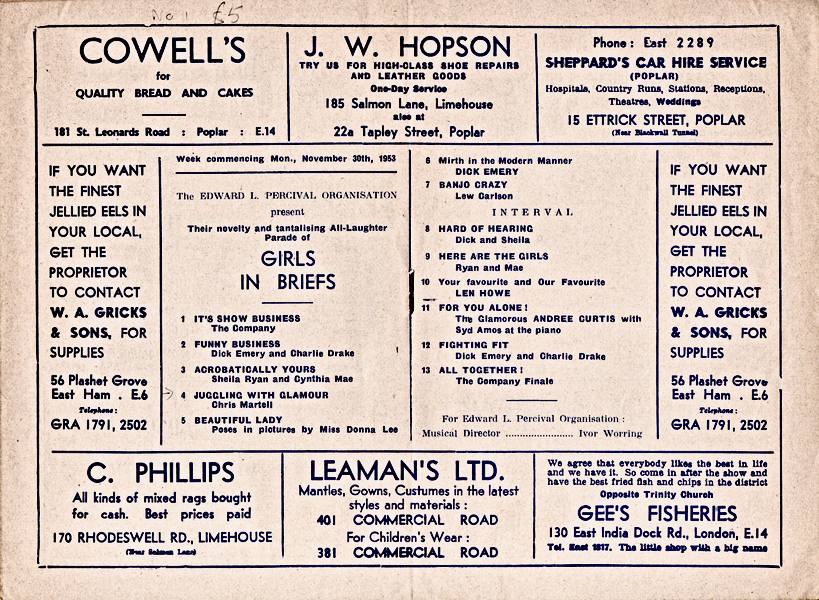 No 1 £5
COWELL'S
for
QUALITY BREAD AND CAKES
181 St. Leonards Road : Poplar : E.14
J. W. HOPSON
TRY US FOR HIGH-CLASS SHOE REPAIRS
AND LEATHER GOODS
One-Day Service
185 Salmon Lane, Limehouse
also at
22a Tapley Street, Poplar
Phone: East 2289
SHEPPARD'S CAR HIRE SERVICE
(POPLAR)
Hospitals, Country Runs, Stations, Receptions,
Theatres, Weddings
15 ETTRICK STREET, POPLAR
(Near Blackwall Tunnel)
IF YOU WANT
THE FINEST
JELLIED EELS IN
YOUR LOCAL,
GET THE
PROPRIETOR
TO CONTACT
W. A. GRICKS
& SONS, FOR
SUPPLIES
56 Plashet Grove
East Ham . E.6
Telephone :
GRA 1791, 2502
Week commencing Mon., November 30th, 1953
The EDWARD L. PERCIVAL ORGANISATION
present
Their novelty and tantalising All-Laughter
Parade of
GIRLS
IN BRIEFS
1 IT'S SHOW BUSINESS
The Company
2 FUNNY BUSINESS
Dick Emery and Charlie Drake
3 ACROBATICALLY YOURS
Sheila Ryan and Cynthia Mae
4 JUGGLING WITH GLAMOUR
Chris Martell
5 BEAUTIFUL LADY
Poses in pictures by Miss Donna Lee
6 Mirth in the Modern Manner
DICK EMERY
7 BANJO CRAZY
Lew Carlson
INTERVAL
8 HARD OF HEARING
Dick and Sheila
9 HERE ARE THE GIRLS
Ryan and Mae
10 Your favourite and Our Favourite
LEN HOWE
11 FOR YOU ALONE!
The Glamorous ANDREE CURTIS with
Syd Amos at the piano
12 FIGHTING FIT
Dick Emery and Charlie Drake
13 ALL TOGETHER!
The Company Finale
For Edward L. Percival Organisation :
Musical Director ........................ Ivor Worring
IF YOU WANT
THE FINEST
JELLIED EELS IN
YOUR LOCAL,
GET THE
PROPRIETOR
TO CONTACT
W. A. GRICKS
& SONS, FOR
SUPPLIES
56 Plashet Grove
East Ham . E.6
Telephone :
GRA 1791, 2502
C. PHILLIPS
All kinds of mixed rags bought
for cash. Best prices paid
170 RHODESWELL RD., LIMEHOUSE
(Near Salmon Lane)
LEAMAN'S LTD.
Mantles, Gowns, Custumes in the latest
styles and materials :
401 COMMERCIAL ROAD
For Children's Wear :
381 COMMERCIAL ROAD
We agree that everybody likes the best in life
and we have it. So come in after the show and
have the best fried fish and chips in the district
Opposite Trinity Church
GEE'S FISHERIES
130 East India Dock Rd., London, E.14
Tel. East 1817. The little shop with a big name